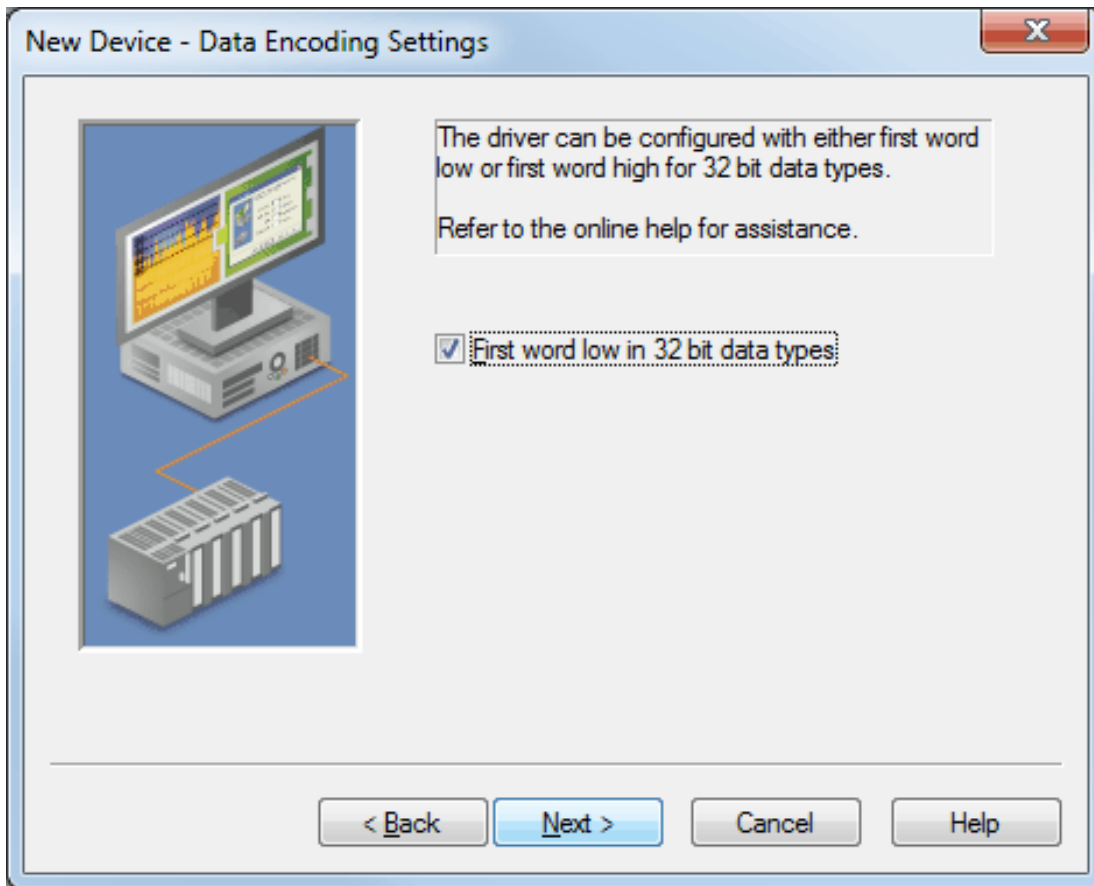 New Device - Data Encoding Settings
The driver can be configured with either first word
low or first word high for 32 bit data types.
Refer to the online help for assistance.
First word low in 32 bit data types
< Back
Next >
Cancel
Help